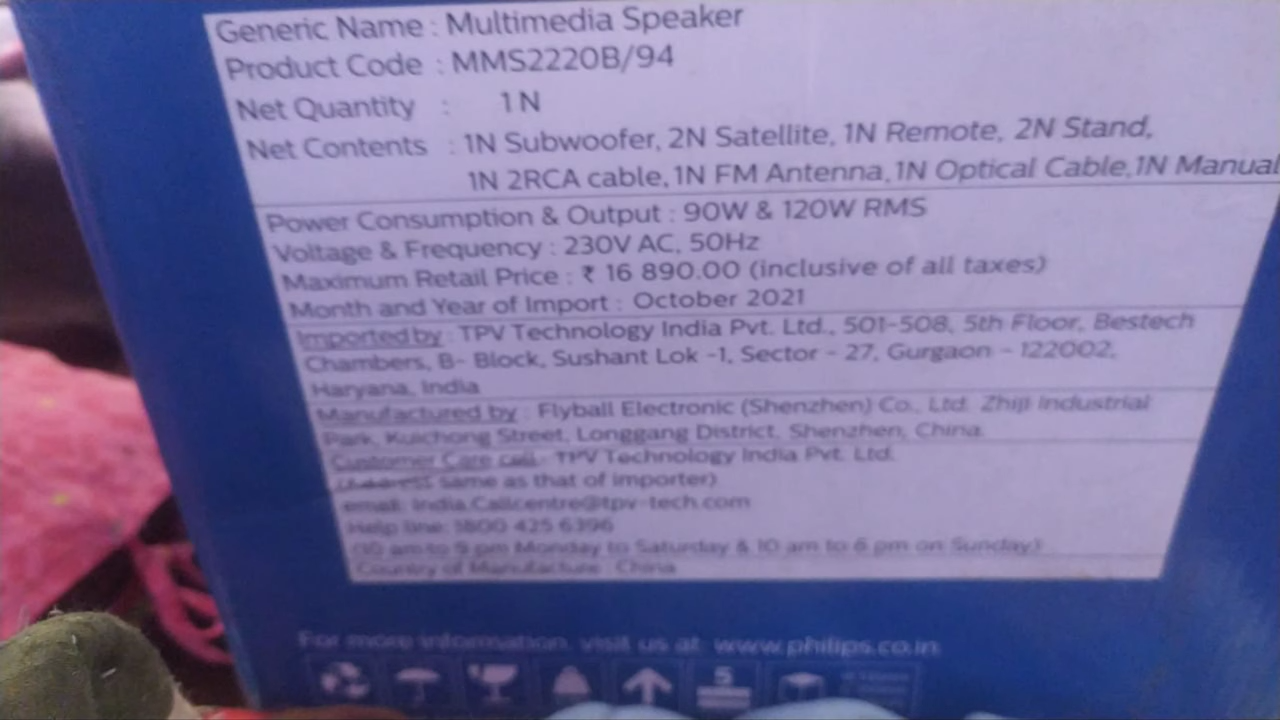 Generic Name : Multimedia Speaker
Product Code : MMS2220B/94
Net Quantity : 1N
Net Contents : 1N Subwoofer, 2N Satellite, 1N Remote, 2N Stand,
1N 2RCA cable, 1N FM Antenna, 1N Optical Cable, 1N Manual
Power Consumption & Output : 90W & 120W RMS
Voltage & Frequency : 230V AC, 50Hz
Maximum Retail Price : ₹ 16 890.00 (inclusive of all taxes)
Month and Year of Import : October 2021
Imported by : TPV Technology India Pvt. Ltd., 501-508, 5th Floor, Bestech
Chambers, B- Block, Sushant Lok -1, Sector - 27, Gurgaon - 122002,
Haryana, India
Manufactured by : Flyball Electronic (Shenzhen) Co., Ltd. Zhiji Industrial
Park, Kuichong Street, Longgang District, Shenzhen, China.
Customer Care cell : TPV Technology India Pvt. Ltd.
(Address same as that of importer)
email: India.Callcentre@tpv-tech.com
Help line: 1800 425 6396
(10 am to 9 pm Monday to Saturday & 10 am to 6 pm on Sunday)
Country of Manufacture : China
For more information, visit us at: www.philips.co.in
5